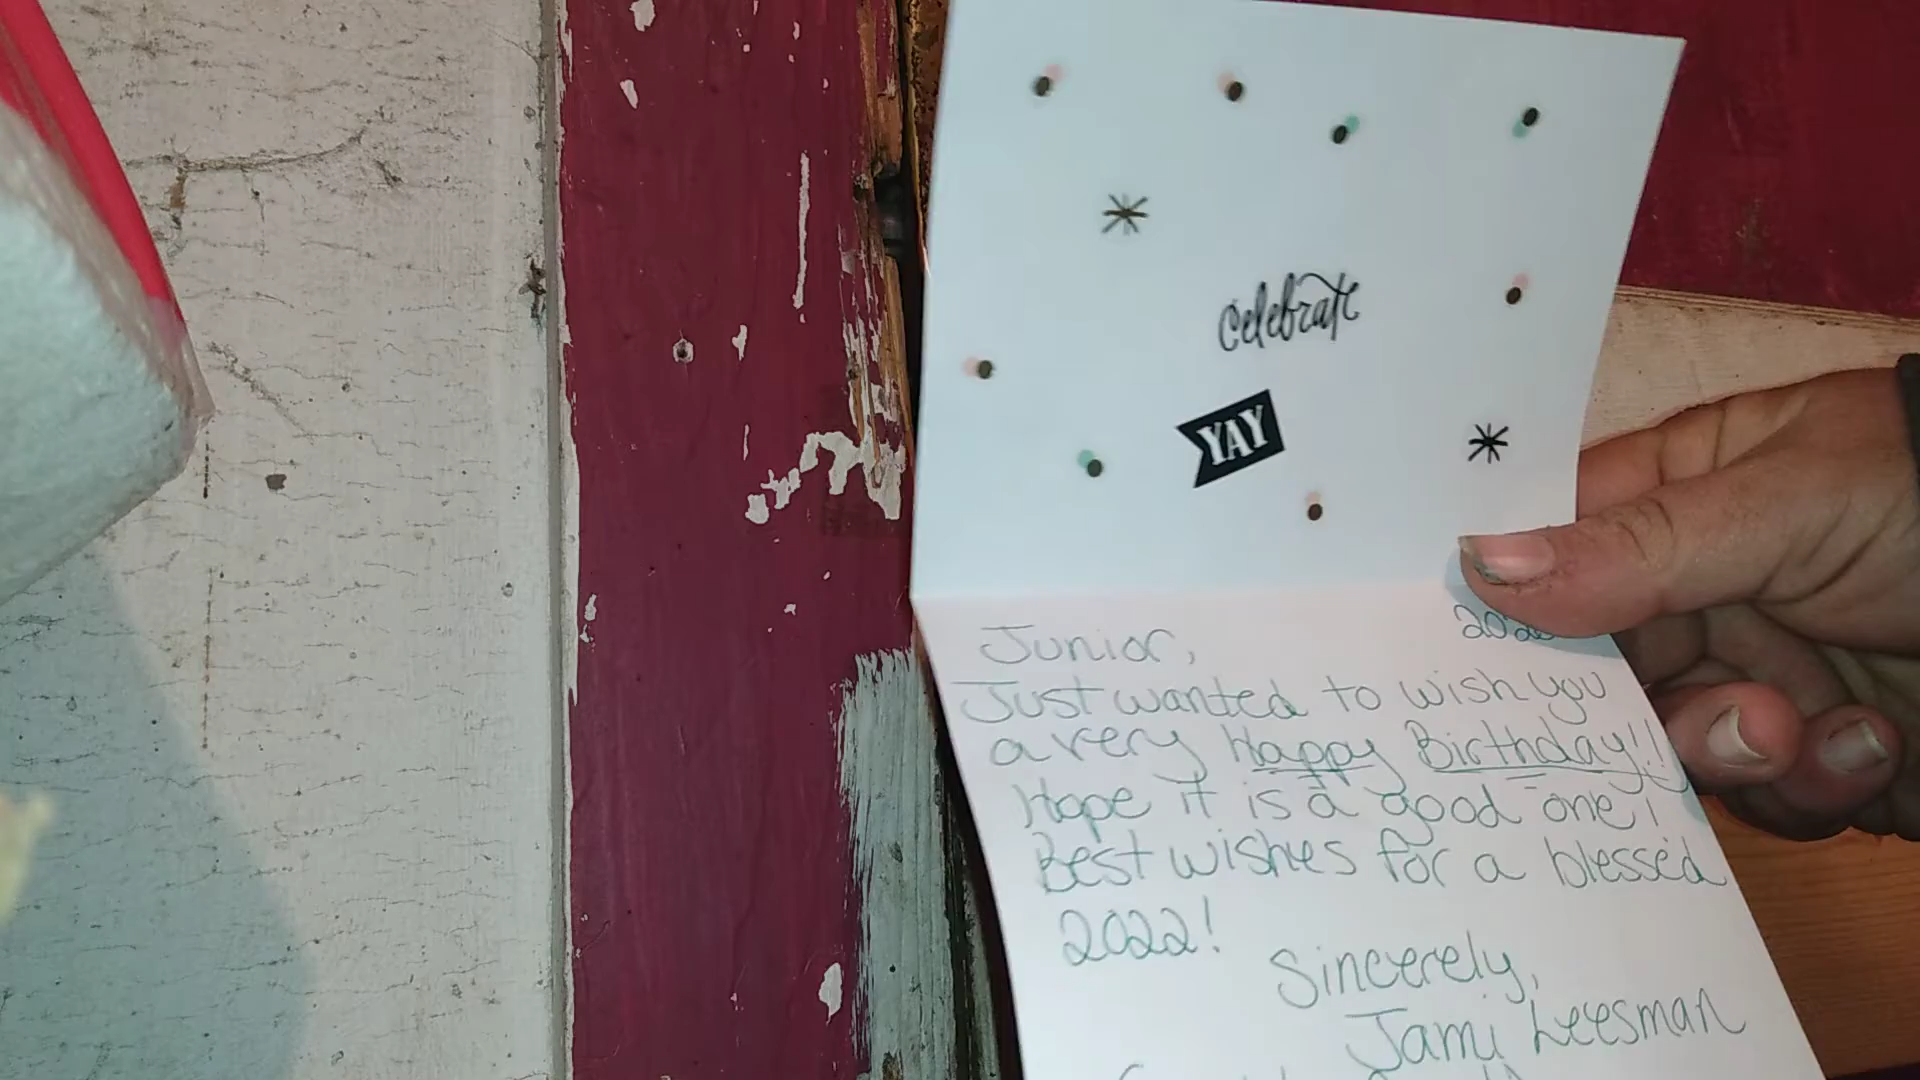 celebrate
YAY
2022
Junior,
Just wanted to wish you
a very Happy Birthday!!
Hope it is a good one!
Best wishes for a blessed
2022!
Sincerely,
Jami Leesman